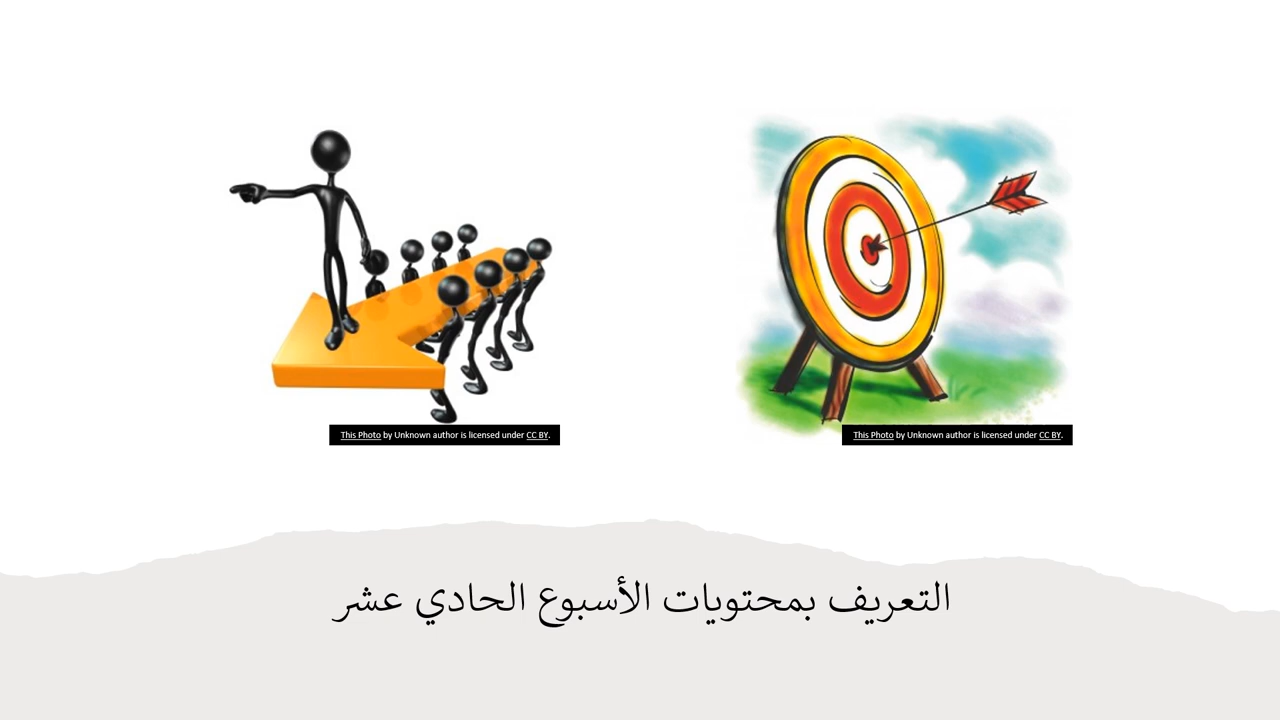 This Photo by Unknown author is licensed under CC BY.
This Photo by Unknown author is licensed under CC BY.
التعريف بمحتويات الأسبوع الحادي عشر